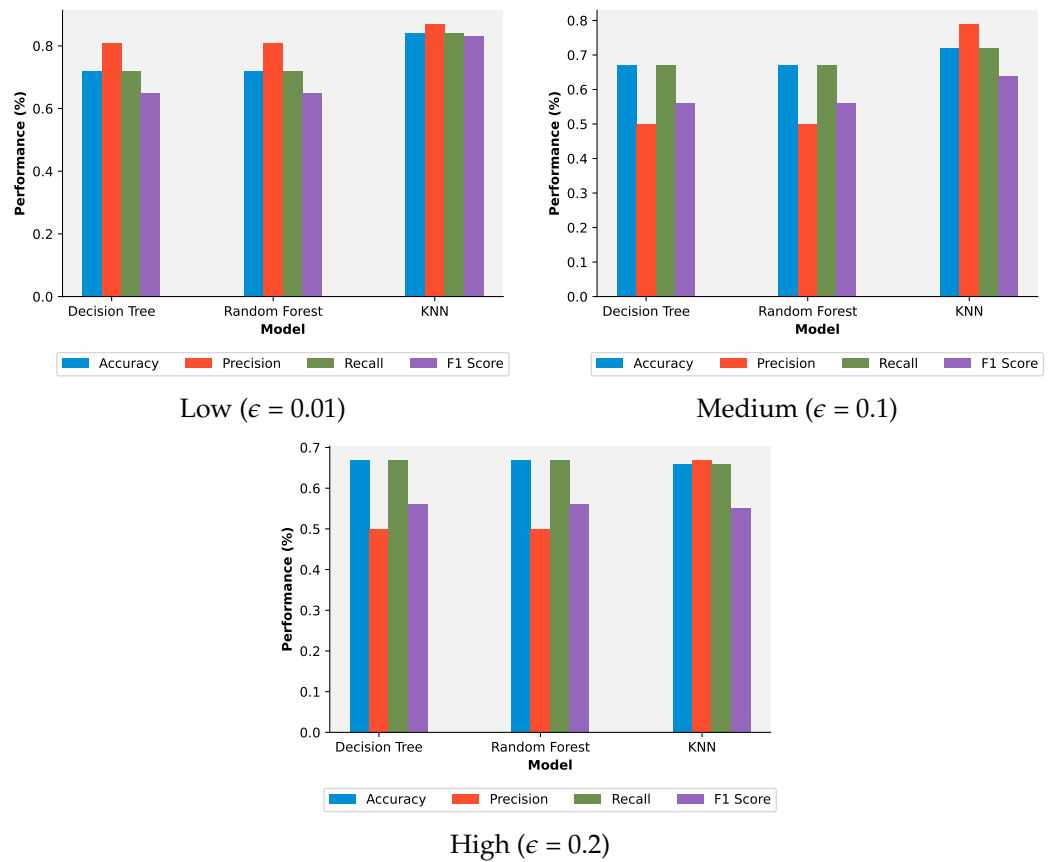 0.8
0.6
0.4
0.2
0.0
Performance (%)
Decision Tree Random Forest KNN
Model
Accuracy Precision Recall F1 Score
Low (ϵ = 0.01)
0.8
0.7
0.6
0.5
0.4
0.3
0.2
0.1
0.0
Performance (%)
Decision Tree Random Forest KNN
Model
Accuracy Precision Recall F1 Score
Medium (ϵ = 0.1)
0.7
0.6
0.5
0.4
0.3
0.2
0.1
0.0
Performance (%)
Decision Tree Random Forest KNN
Model
Accuracy Precision Recall F1 Score
High (ϵ = 0.2)